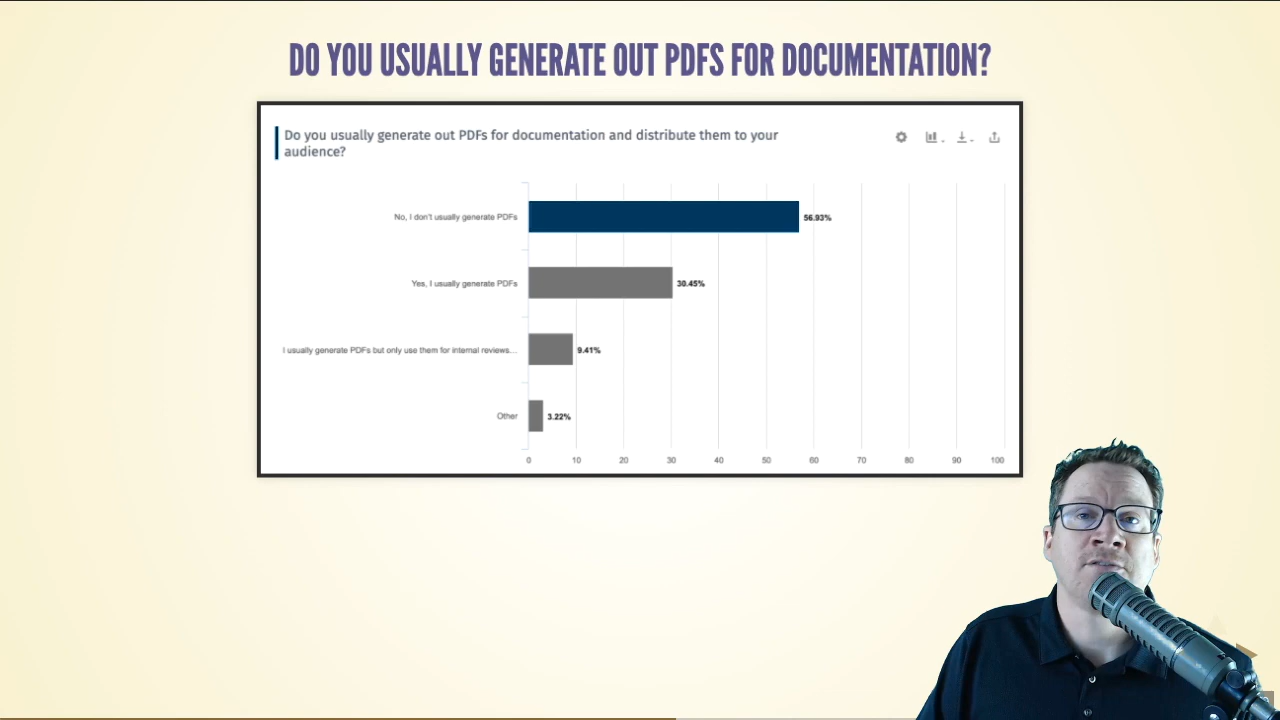 DO YOU USUALLY GENERATE OUT PDFS FOR DOCUMENTATION?
Do you usually generate out PDFs for documentation and distribute them to your
audience?
No, I don't usually generate PDFs
56.93%
Yes, I usually generate PDFs
30.45%
I usually generate PDFs but only use them for internal reviews...
9.41%
Other
3.22%
0 10 20 30 40 50 60 70 80 90 100